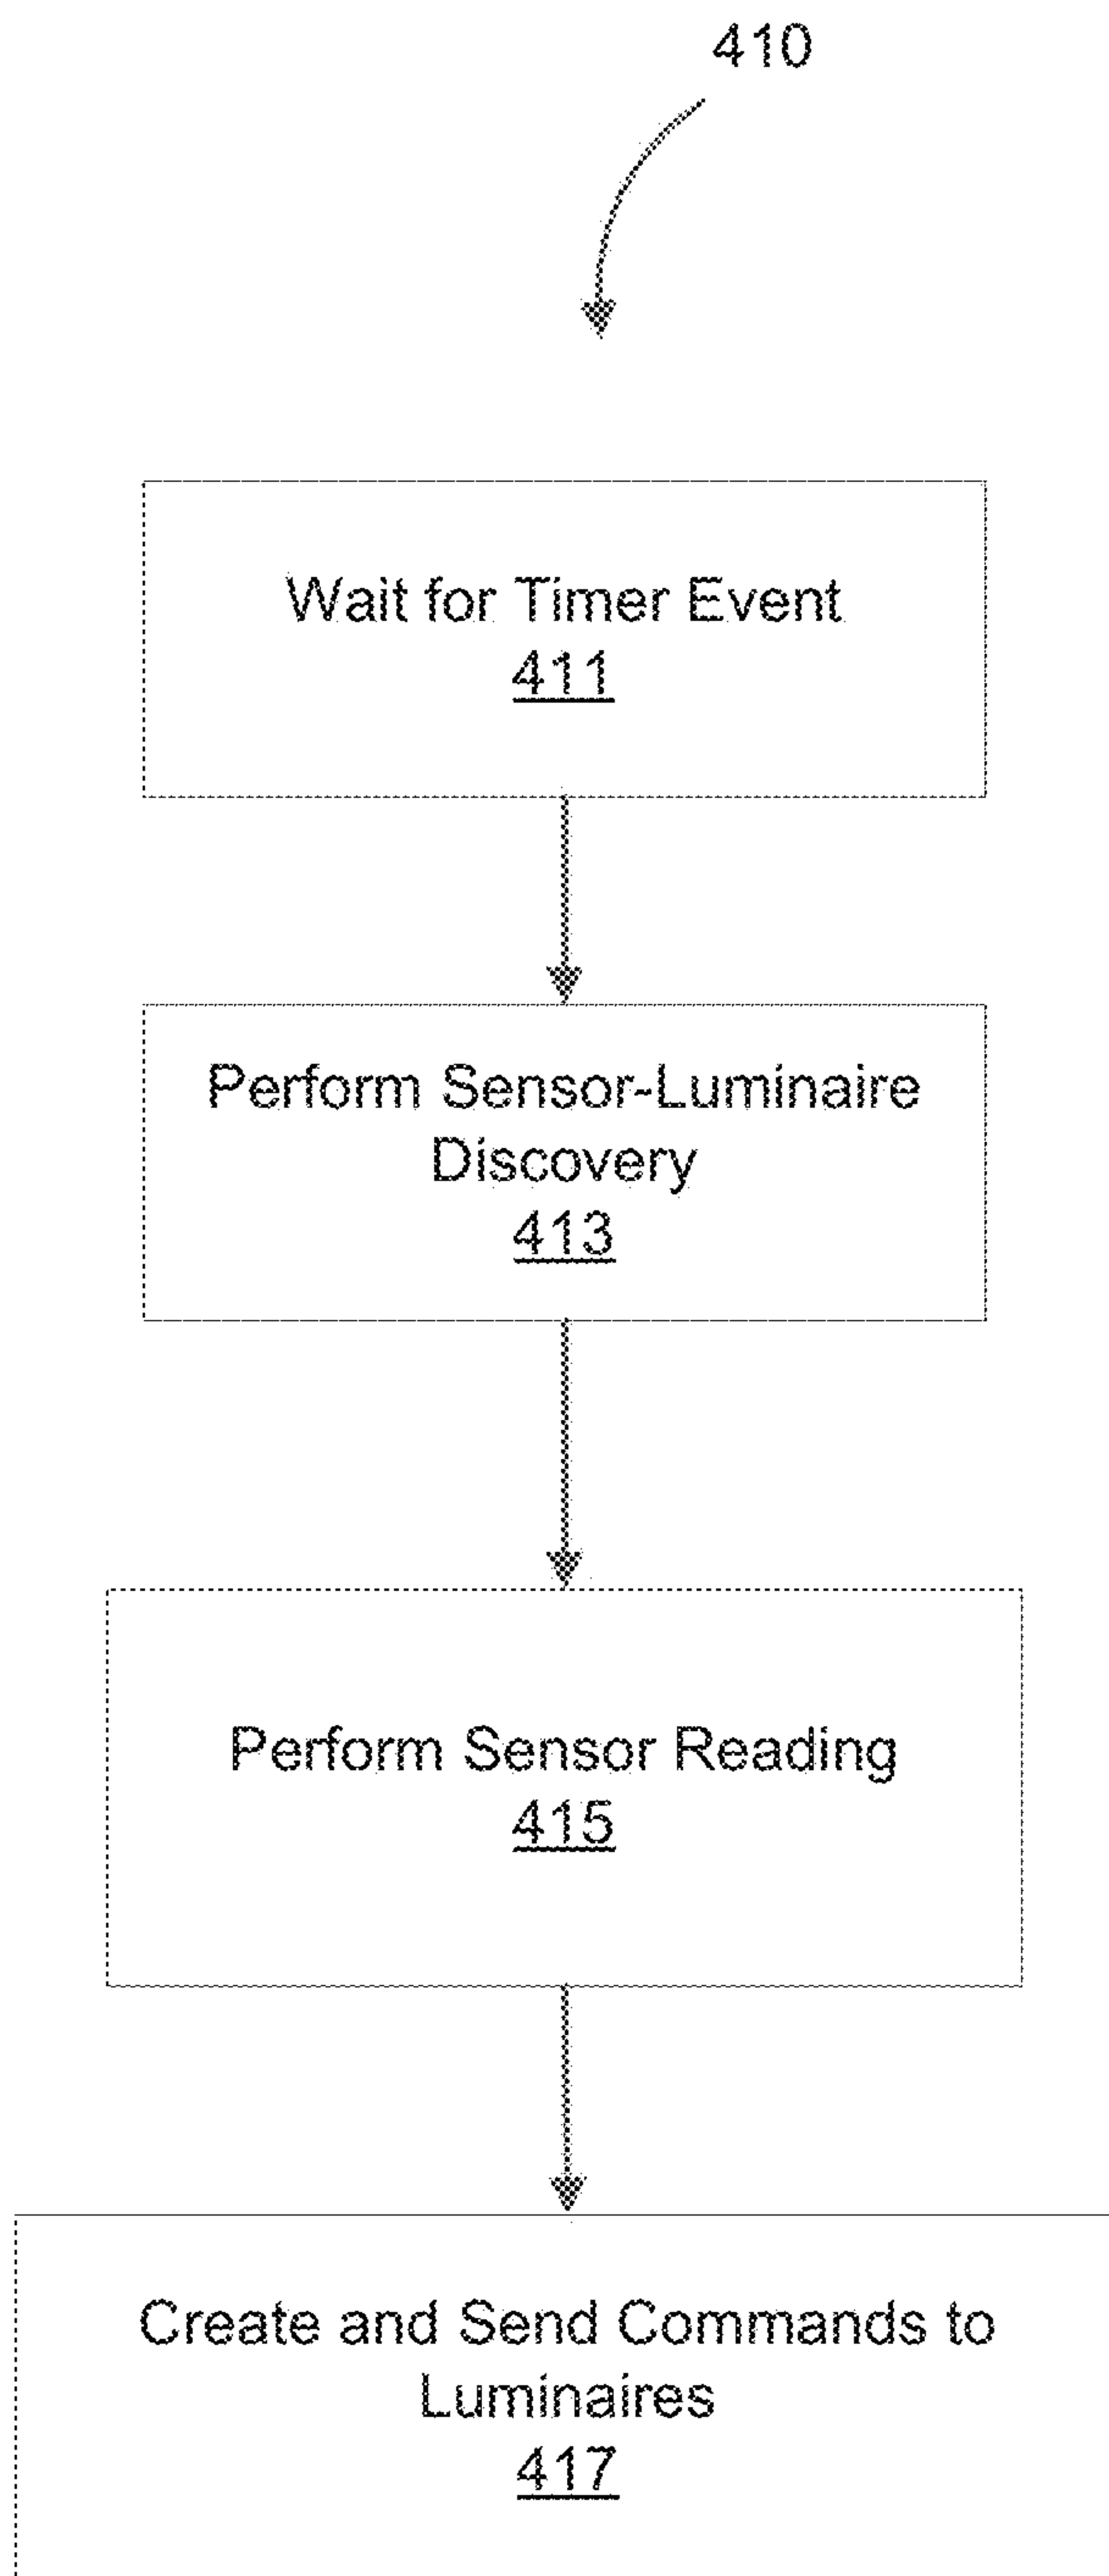 410
Wait for Timer Event
411
Perform Sensor-Luminaire
Discovery
413
Perform Sensor Reading
415
Create and Send Commands to
Luminaires
417